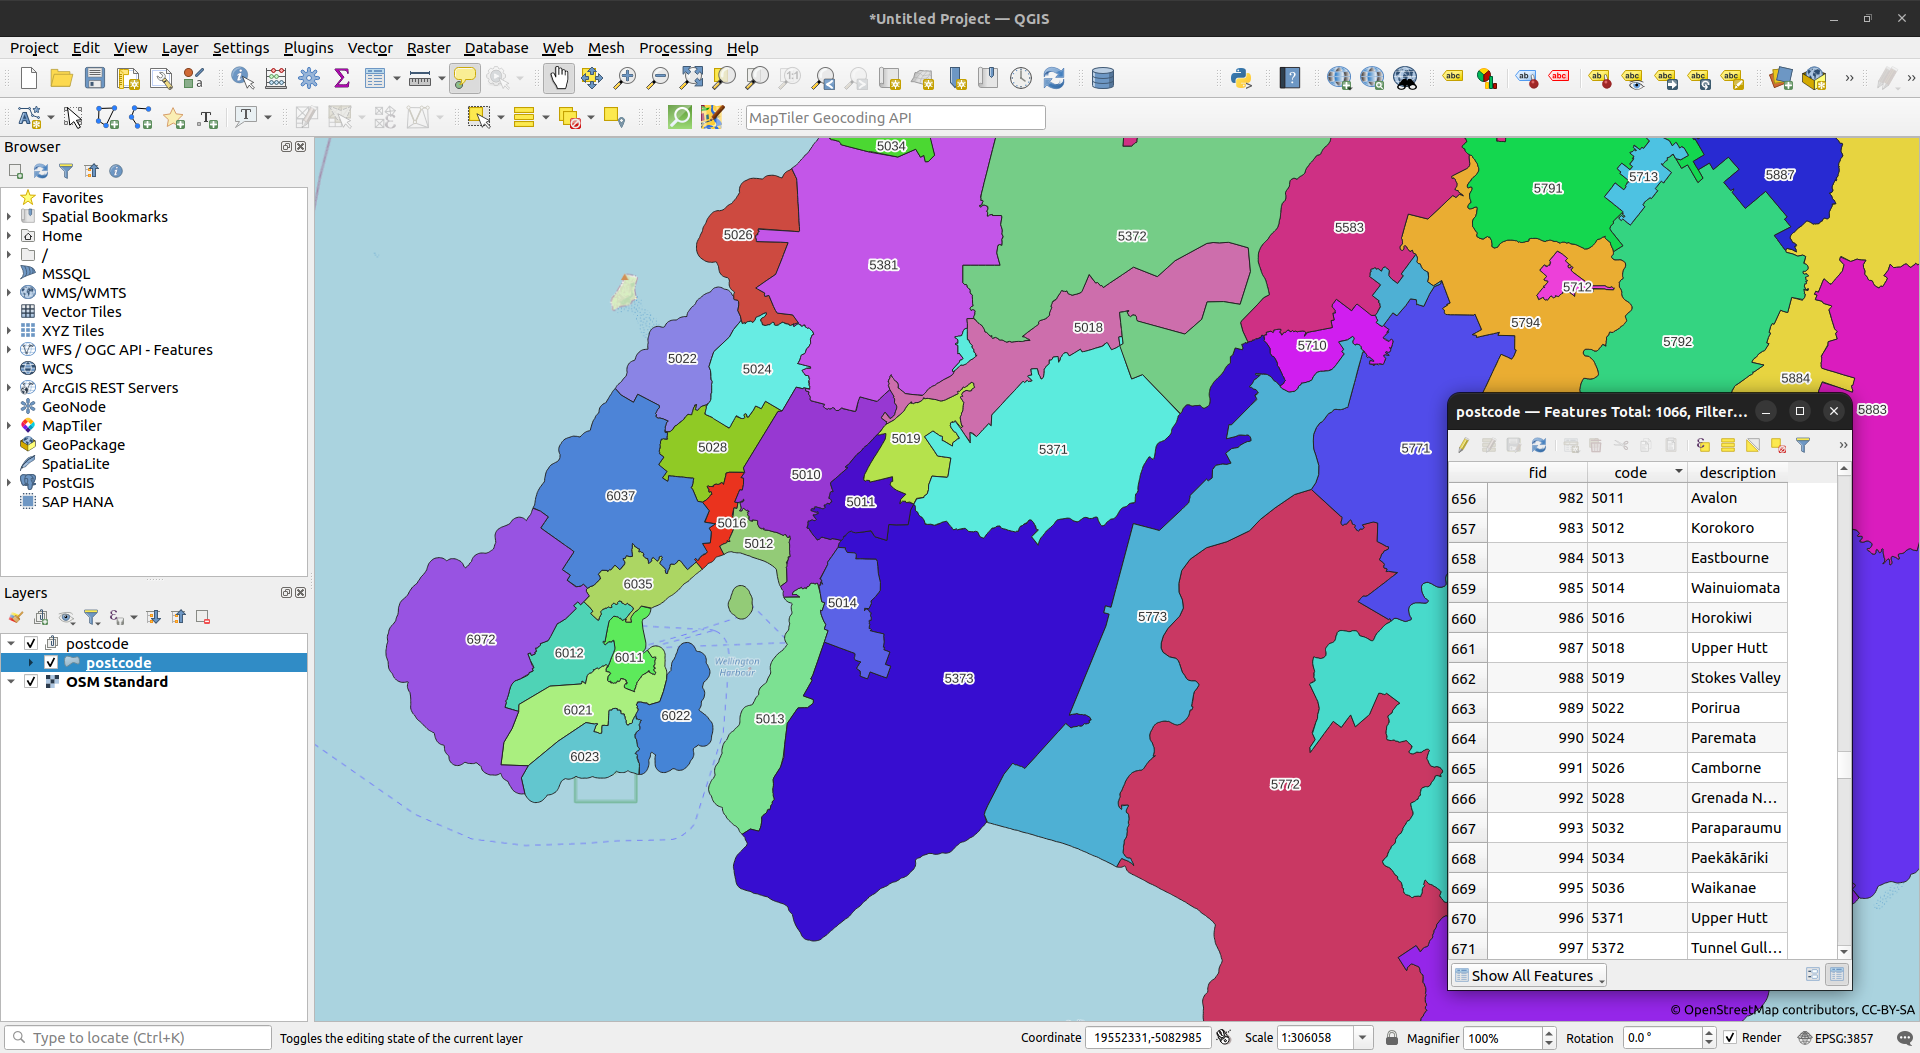 *Untitled Project — QGIS
Project Edit View Layer Settings Plugins Vector Raster Database Web Mesh Processing Help
MapTiler Geocoding API
Browser
Favorites
Spatial Bookmarks
Home
/
MSSQL
WMS/WMTS
Vector Tiles
XYZ Tiles
WFS / OGC API - Features
WCS
ArcGIS REST Servers
GeoNode
MapTiler
GeoPackage
SpatiaLite
PostGIS
SAP HANA
Layers
postcode
postcode
OSM Standard
5034
5026
5381
5372
5583
5791
5713
5887
5712
5794
5792
5884
5883
5018
5710
5022
5024
5028
5019
5371
5771
5010
5011
6037
5016
5012
6035
5014
5773
6972
6012
6011
Wellington
Harbour
5373
6021
6022
5013
6023
5772
postcode — Features Total: 1066, Filter...
fid code description
656 982 5011 Avalon
657 983 5012 Korokoro
658 984 5013 Eastbourne
659 985 5014 Wainuiomata
660 986 5016 Horokiwi
661 987 5018 Upper Hutt
662 988 5019 Stokes Valley
663 989 5022 Porirua
664 990 5024 Paremata
665 991 5026 Camborne
666 992 5028 Grenada N...
667 993 5032 Paraparaumu
668 994 5034 Paekākāriki
669 995 5036 Waikanae
670 996 5371 Upper Hutt
671 997 5372 Tunnel Gull...
Show All Features
© OpenStreetMap contributors, CC-BY-SA
Type to locate (Ctrl+K) Toggles the editing state of the current layer Coordinate 19552331,-5082985 Scale 1:306058 Magnifier 100% Rotation 0.0 ° Render EPSG:3857